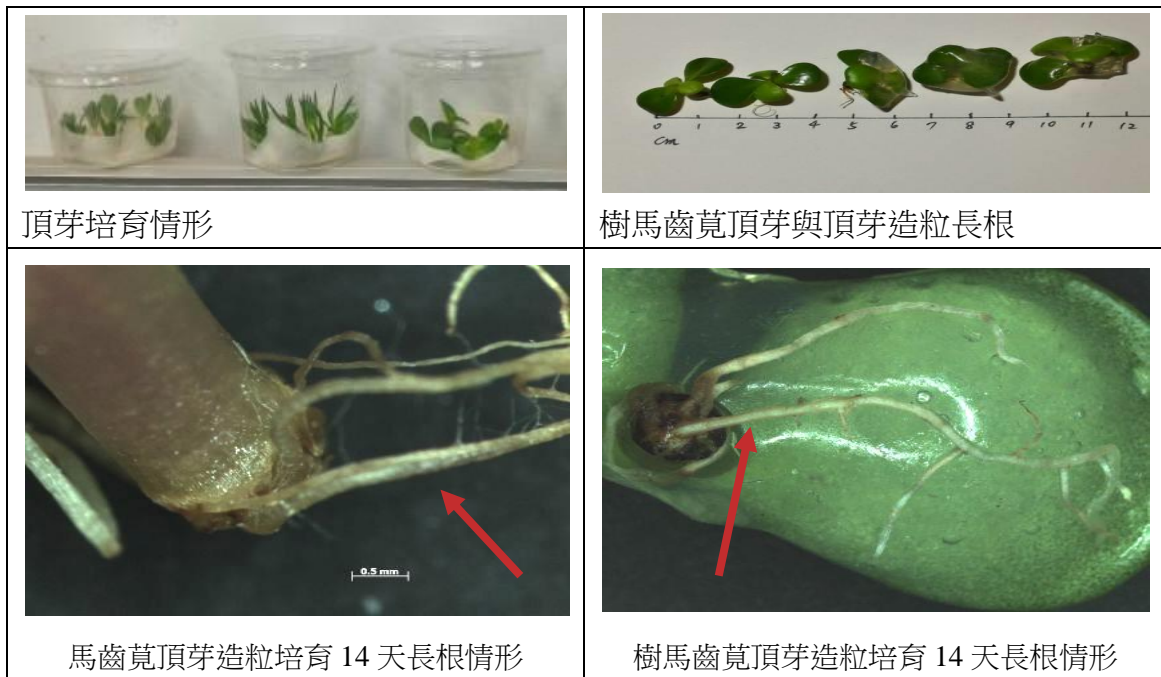 0 1 2 3 4 5 6 7 8 9 10 11 12
cm
頂芽培育情形
樹馬齒莧頂芽與頂芽造粒長根
0.5 mm
馬齒莧頂芽造粒培育 14 天長根情形
樹馬齒莧頂芽造粒培育 14 天長根情形